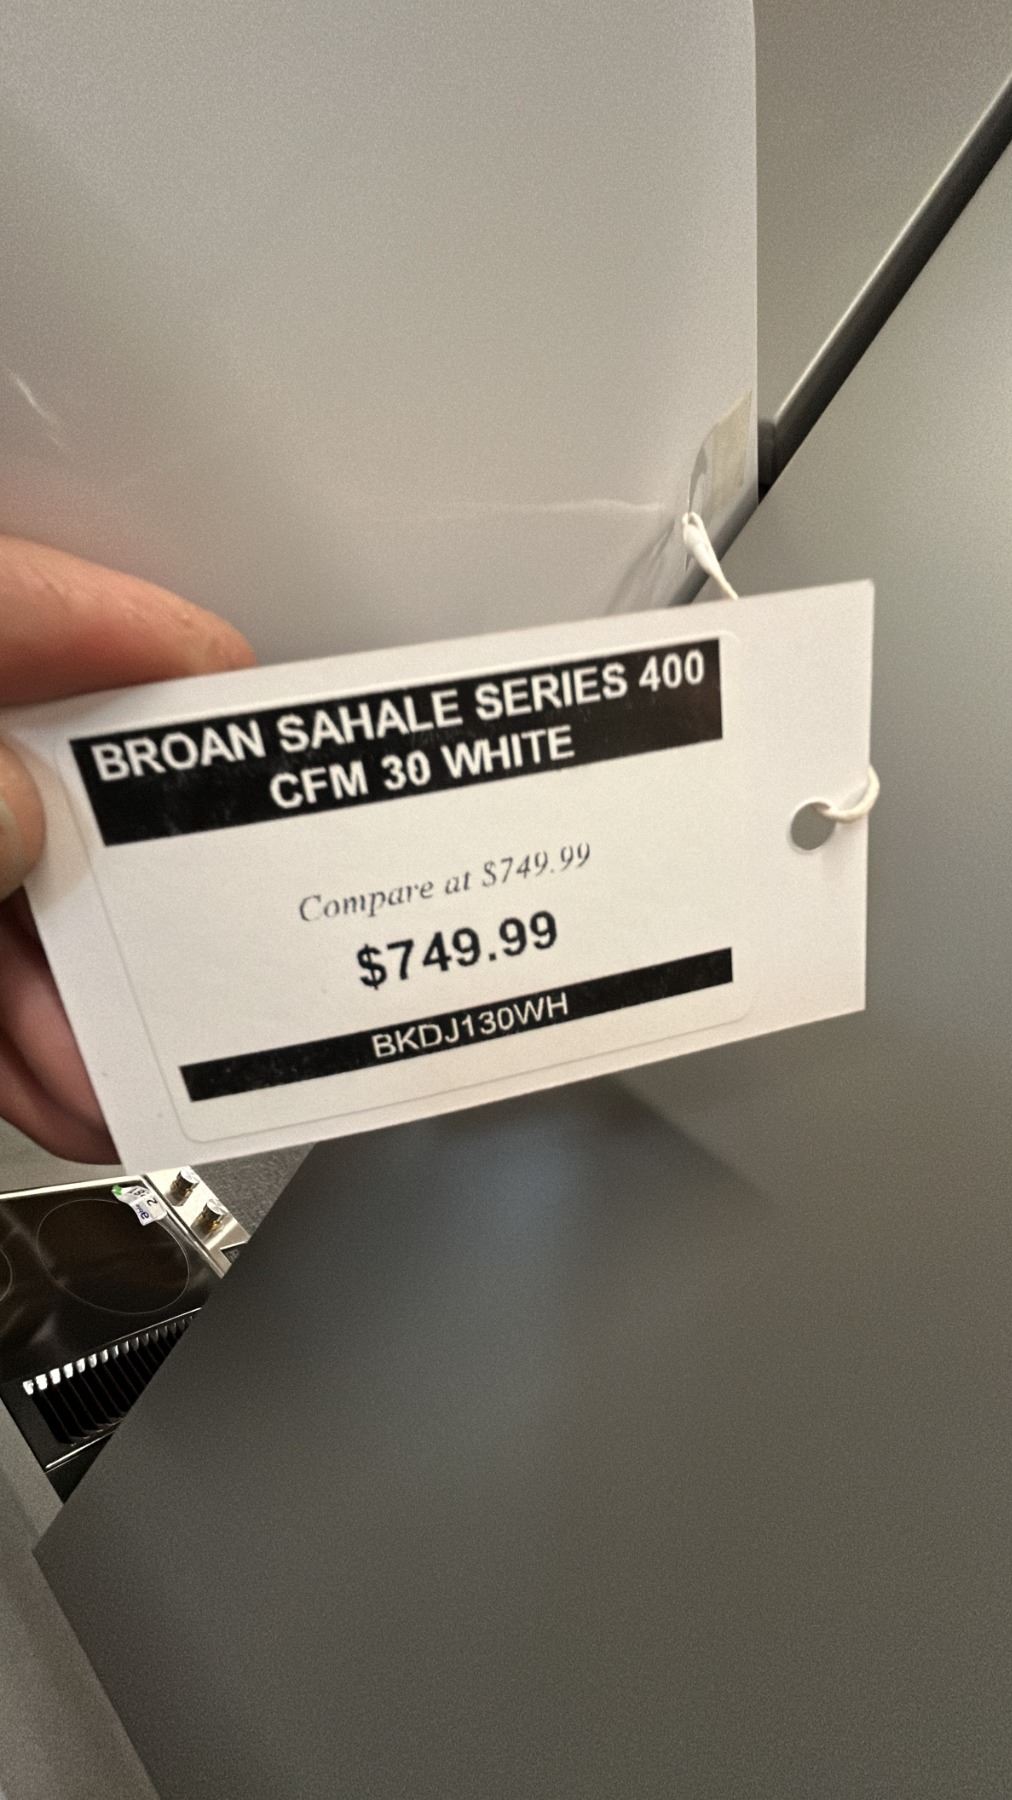 BROAN SAHALE SERIES 400
CFM 30 WHITE
Compare at $749.99
$749.99
BKDJ130WH